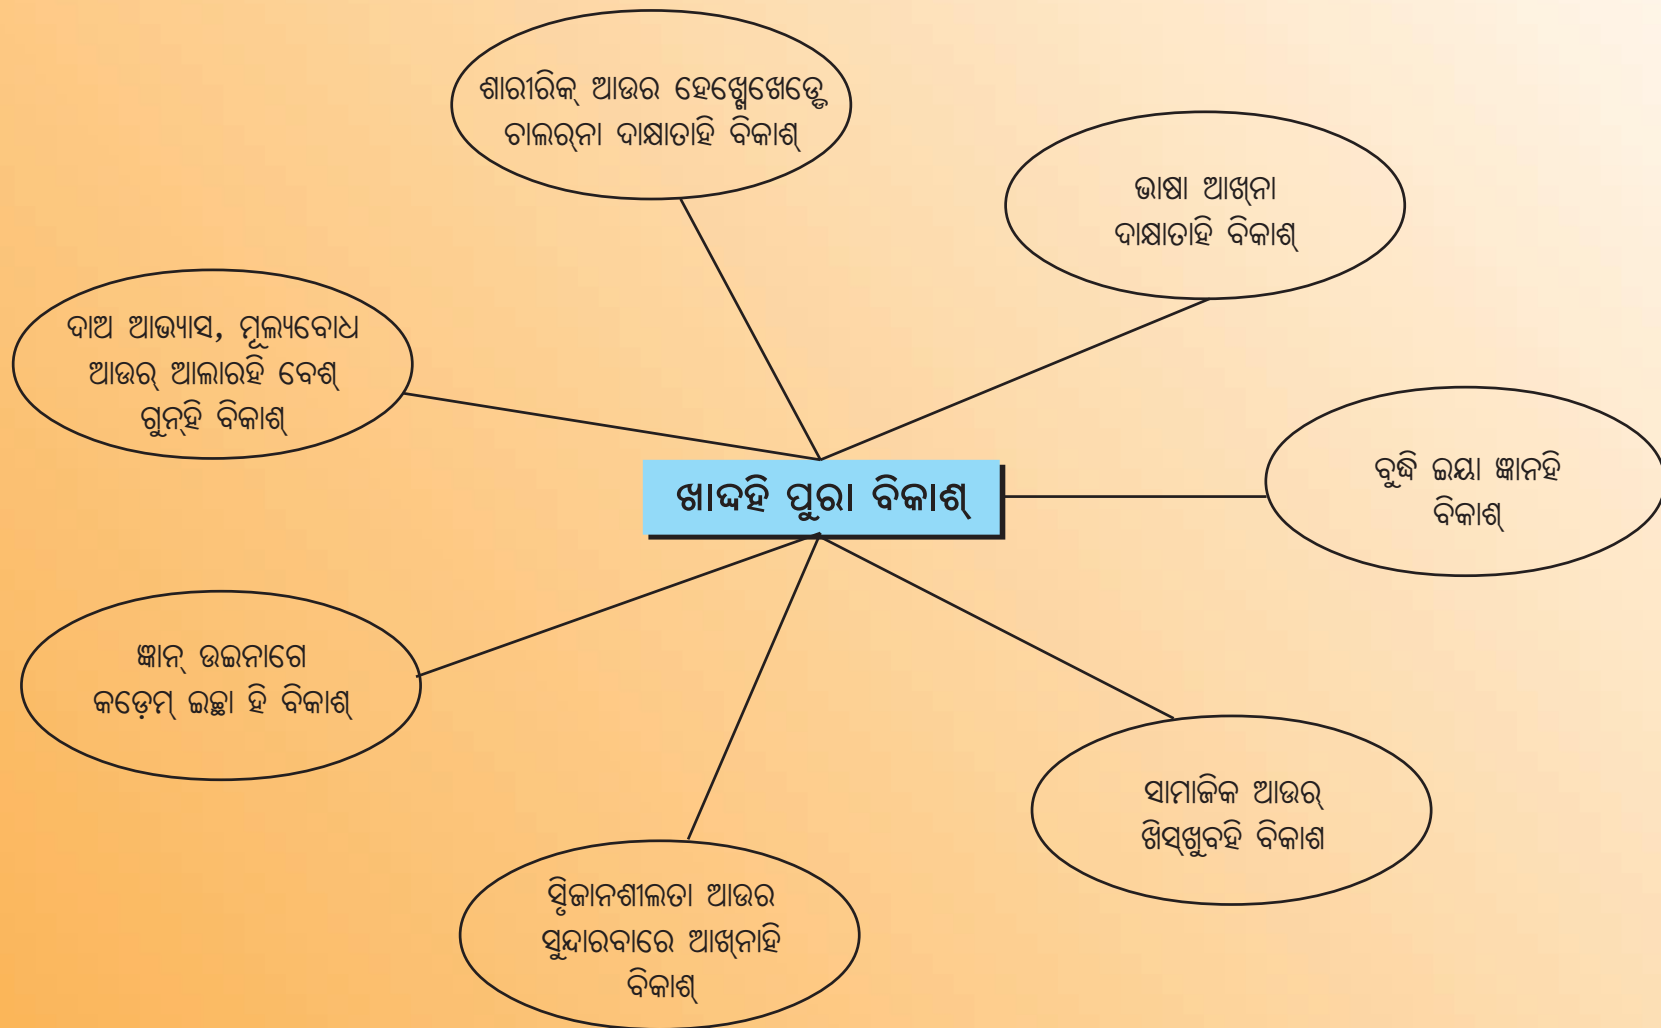 ଶାରୀରିକ୍ ଆଉର ହେଖ୍ଖେଖେଡ୍ଡେ
ଚାଲର୍ନା ଦାକ୍ଷାତାହି ବିକାଶ୍
ଭାଷା ଆଖ୍ନା
ଦାକ୍ଷାତାହି ବିକାଶ୍
ଦାଅ ଆଭ୍ୟାସ, ମୂଲ୍ୟବୋଧ
ଆଉର୍ ଆଲାରହି ବେଶ୍
ଗୁନ୍ହି ବିକାଶ୍
ଖାଦ୍ଦହି ପୁରା ବିକାଶ୍
ବୁଦ୍ଧି ଇୟା ଜ୍ଞାନହି
ବିକାଶ୍
ଜ୍ଞାନ୍ ଉଇନାଗେ
କଡ଼େମ୍ ଇଚ୍ଛା ହି ବିକାଶ୍
ସାମାଜିକ ଆଉର୍
ଖିସ୍ଖୁବହି ବିକାଶ
ସୃିଜାନଶୀଲତା ଆଉର
ସୁନ୍ଦାରବାରେ ଆଖ୍ନାହି
ବିକାଶ୍